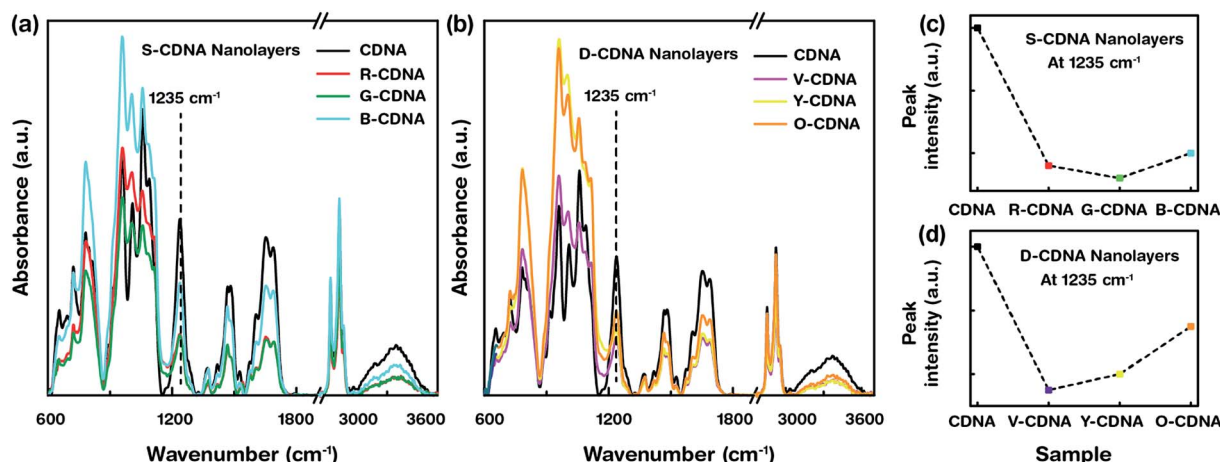 (a)
S-CDNA Nanolayers
CDNA
R-CDNA
G-CDNA
B-CDNA
1235 cm⁻¹
Absorbance (a.u.)
600 1200 1800 3000 3600
Wavenumber (cm⁻¹)
(b)
D-CDNA Nanolayers
CDNA
V-CDNA
Y-CDNA
O-CDNA
1235 cm⁻¹
Absorbance (a.u.)
600 1200 1800 3000 3600
Wavenumber (cm⁻¹)
(c)
S-CDNA Nanolayers
At 1235 cm⁻¹
Peak
intensity (a.u.)
CDNA R-CDNA G-CDNA B-CDNA
(d)
D-CDNA Nanolayers
At 1235 cm⁻¹
Peak
intensity (a.u.)
CDNA V-CDNA Y-CDNA O-CDNA
Sample